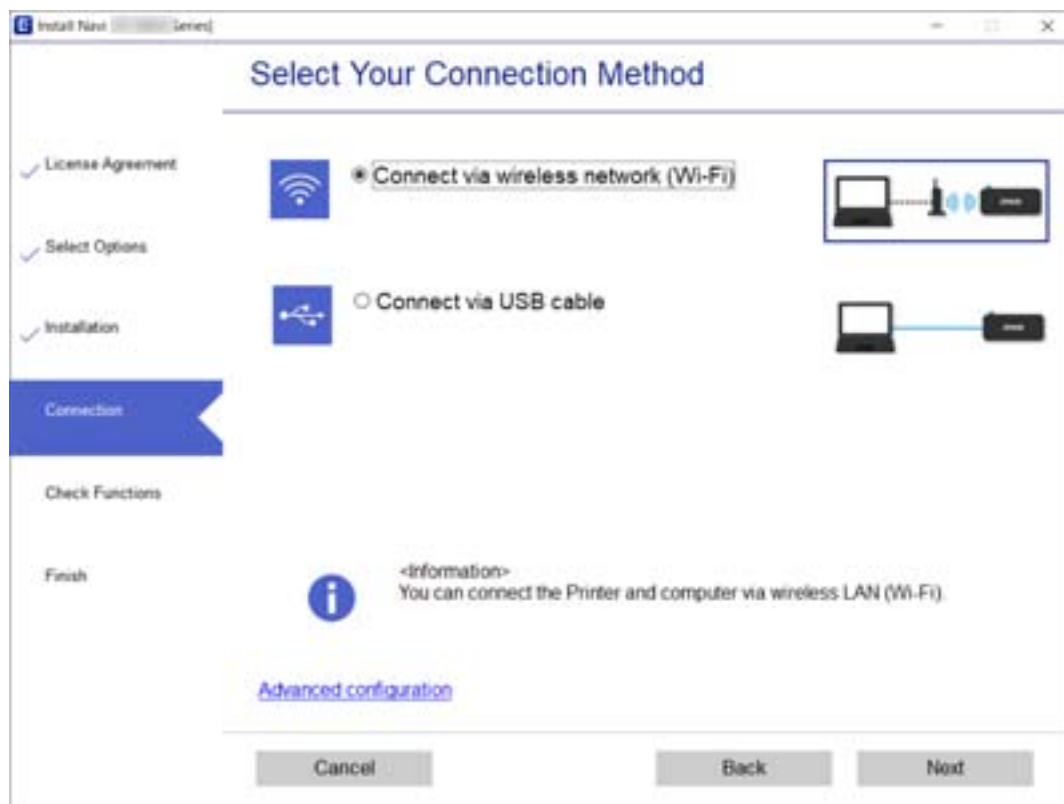 Install Navi Series]
Select Your Connection Method
License Agreement
Select Options
Installation
Connection
Check Functions
Finish
Connect via wireless network (Wi-Fi)
Connect via USB cable
<Information>
You can connect the Printer and computer via wireless LAN (Wi-Fi).
Advanced configuration
Cancel
Back
Next